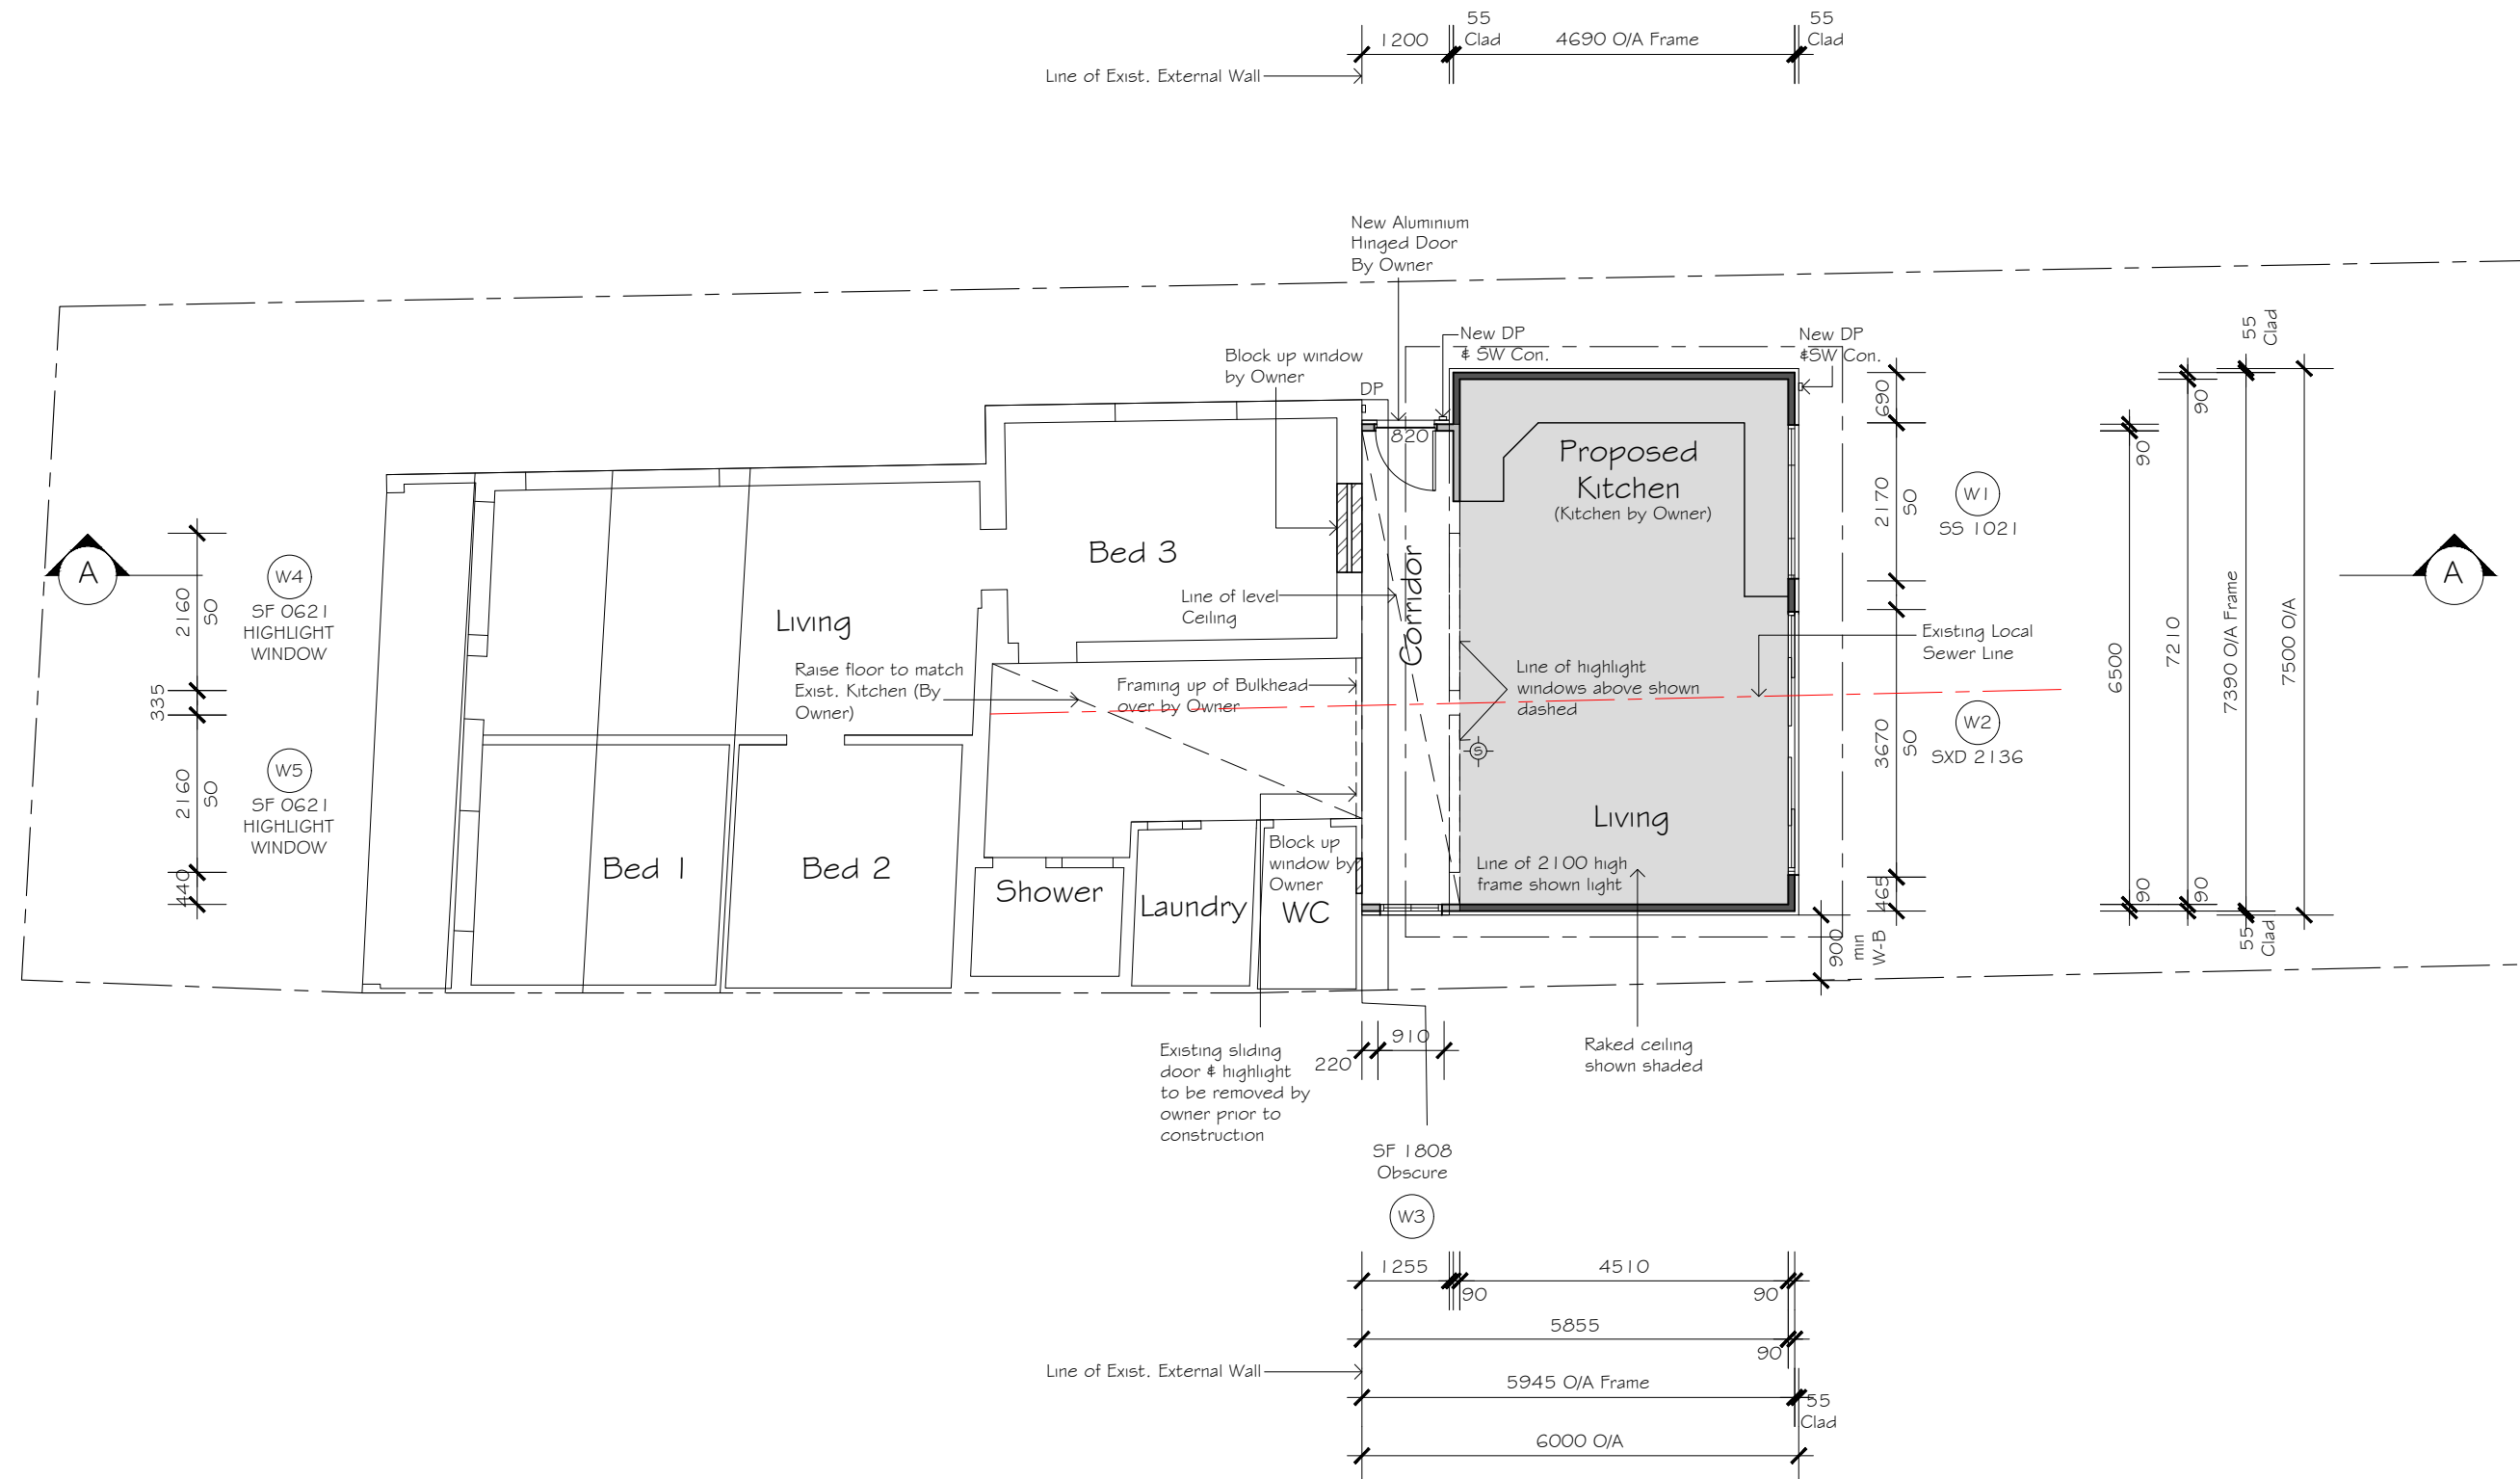 55
Clad
1200
4690 O/A Frame
55
Clad
Line of Exist. External Wall
New Aluminium
Hinged Door
By Owner
New DP
& SW Con.
New DP
&SW Con.
Block up window
by Owner
DP
820
Proposed
Kitchen
(Kitchen by Owner)
Bed 3
Corridor
Line of level
Ceiling
Living
Raise floor to match
Exist. Kitchen (By
Owner)
Framing up of Bulkhead
over by Owner
Line of highlight
windows above shown
dashed
S
Existing Local
Sewer Line
Living
Line of 2100 high
frame shown light
Bed 1
Bed 2
Shower
Laundry
Block up
window by
Owner
WC
A
2160
SO
335
2160
SO
440
W4
SF 0621
HIGHLIGHT
WINDOW
W5
SF 0621
HIGHLIGHT
WINDOW
690
2170
SO
3670
SO
465
900
min
W-B
W1
SS 1021
W2
SXD 2136
90
6500
90
90
7210
90
55
Clad
7390 O/A Frame
55
Clad
7500 O/A
A
910
220
Existing sliding
door & highlight
to be removed by
owner prior to
construction
Raked ceiling
shown shaded
SF 1808
Obscure
W3
1255
90
4510
90
5855
90
Line of Exist. External Wall
5945 O/A Frame
55
Clad
6000 O/A